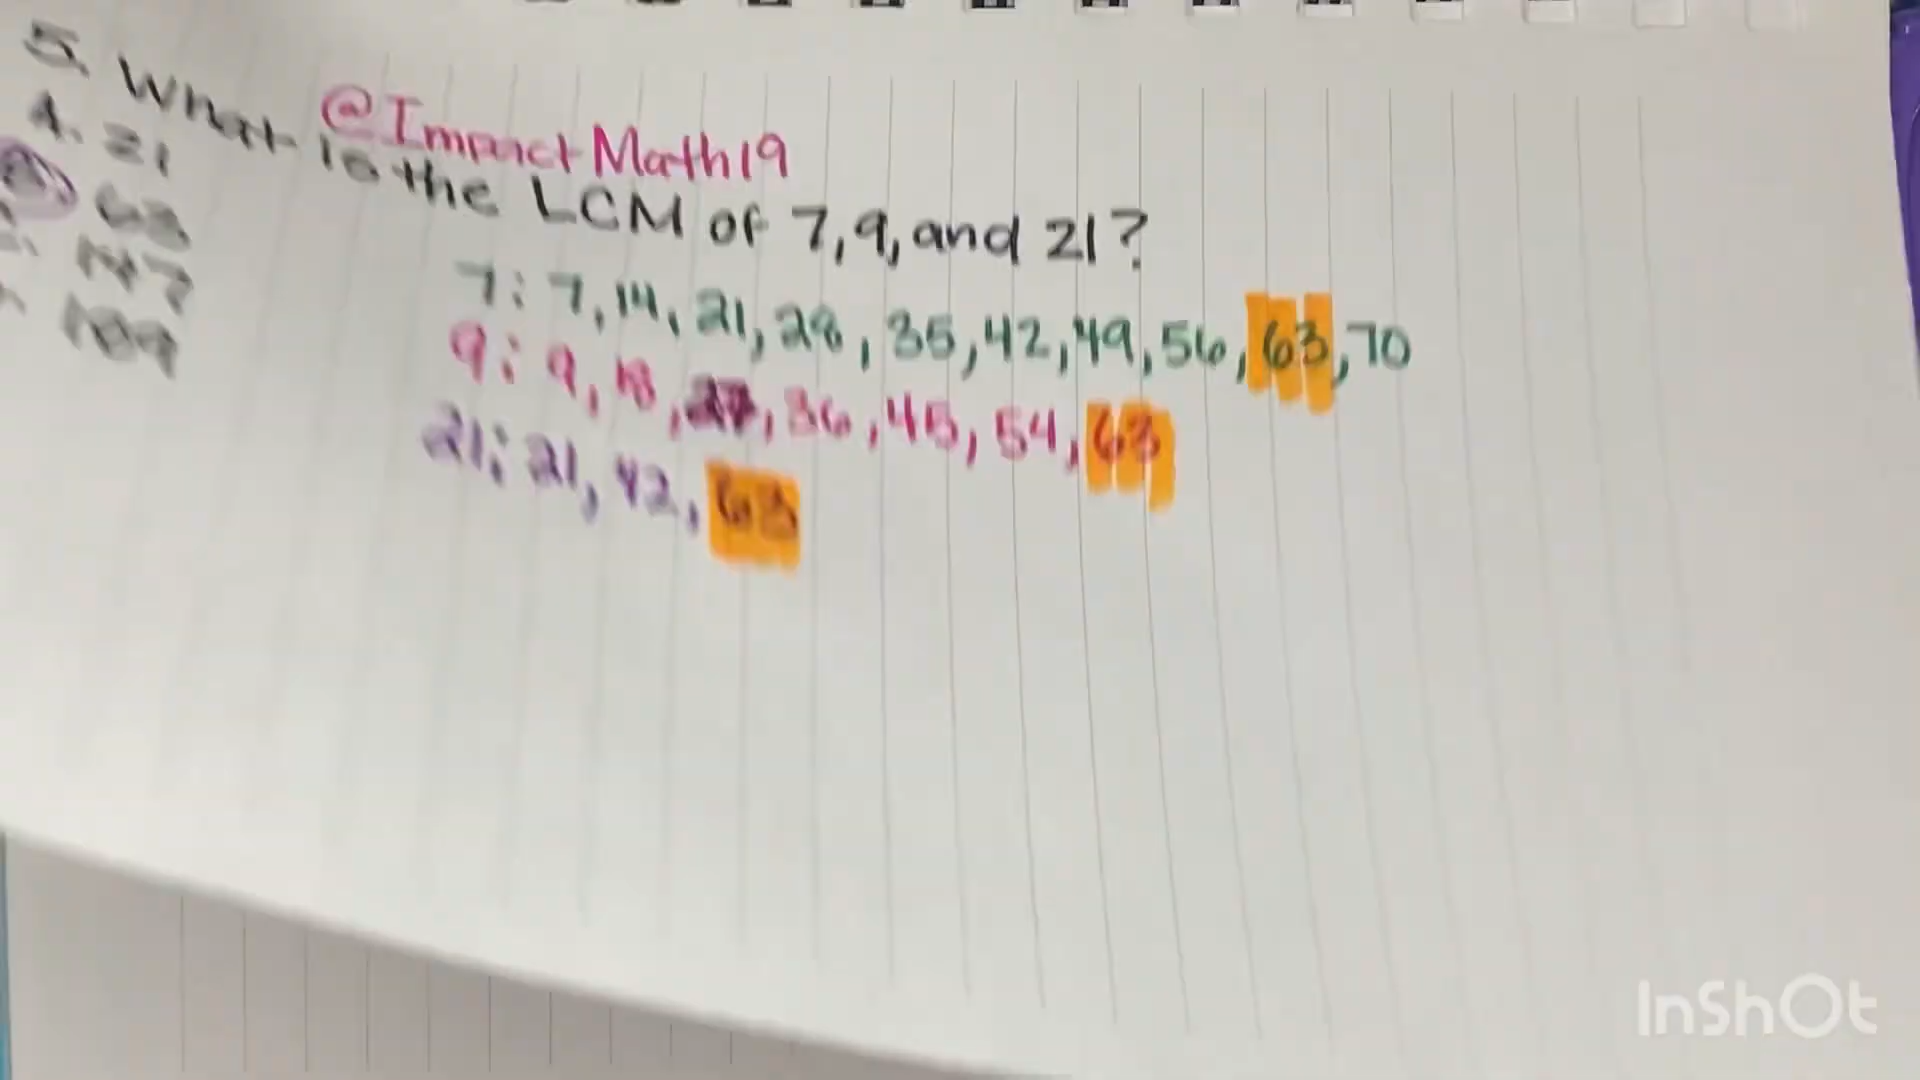 @ImpactMath19
5. What is the LCM of 7,9, and 21?
A. 21
B. 63
147
189
7: 7, 14, 21, 28, 35, 42, 49, 56, 63, 70
9: 9, 18, 27, 36, 45, 54, 63
21: 21, 42, 63
InShOt